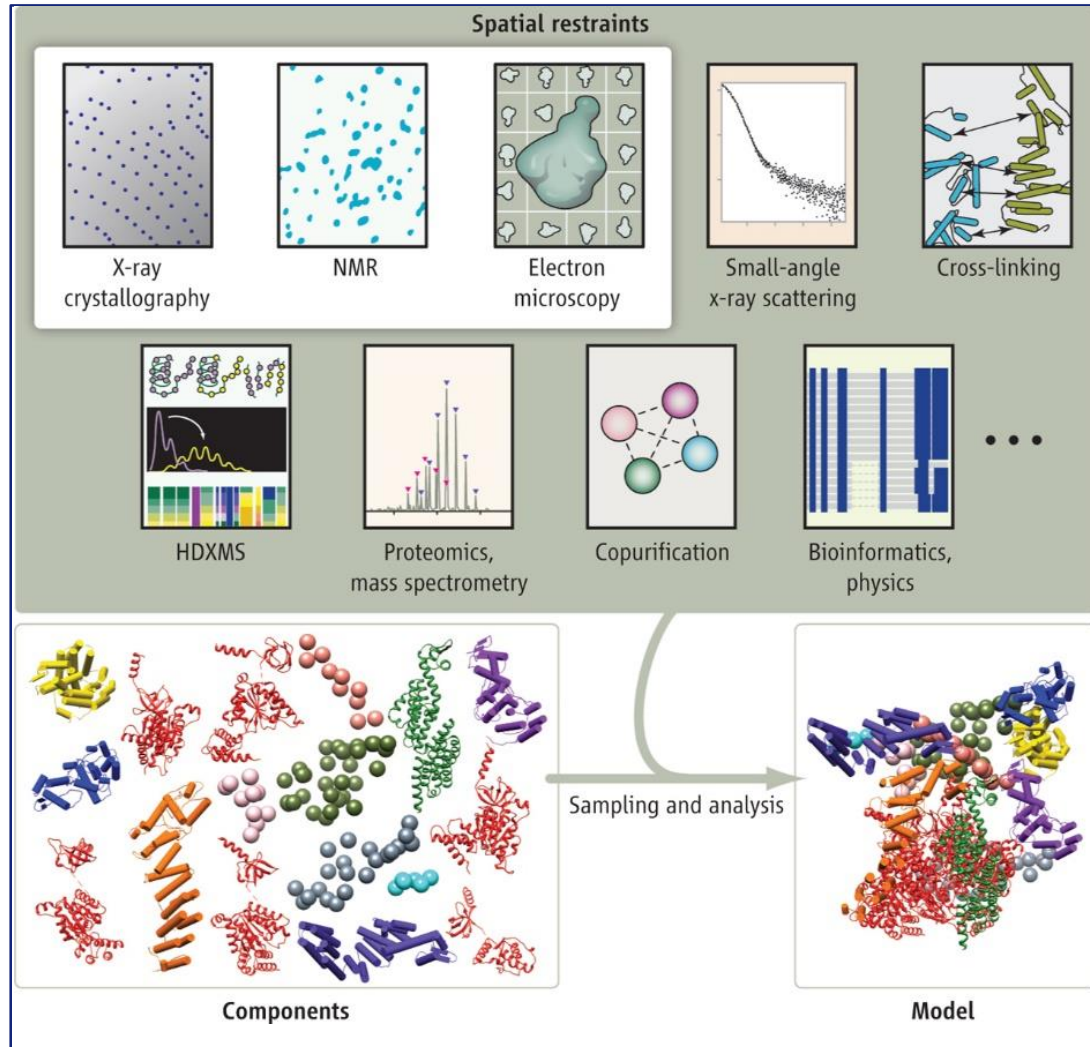 Spatial restraints
X-ray
crystallography
NMR
Electron
microscopy
Small-angle
x-ray scattering
Cross-linking
HDXMS
Proteomics,
mass spectrometry
Copurification
Bioinformatics,
physics
Sampling and analysis
Components
Model